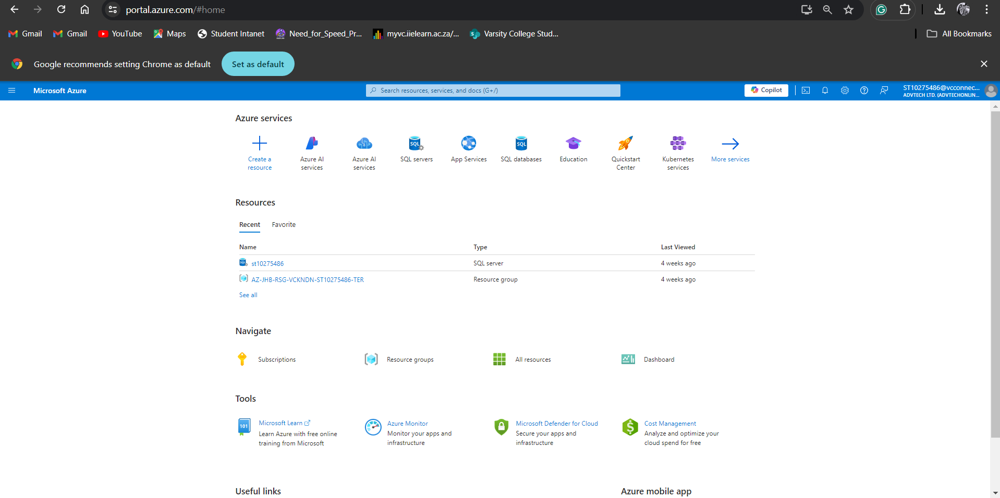 portal.azure.com/#home
Gmail
Gmail
YouTube
Maps
Student Intanet
Need_for_Speed_Pr...
myvc.iielearn.ac.za/...
Varsity College Stud...
All Bookmarks
Google recommends setting Chrome as default
Set as default
Microsoft Azure
Search resources, services, and docs (G+/)
Copilot
ST10275486@vcconnec...
ADVTECH LTD. (ADVTECHONLIN...
Azure services
Create a
resource
Azure AI
services
Azure AI
services
SQL servers
App Services
SQL databases
Education
Quickstart
Center
Kubernetes
services
More services
Resources
Recent
Favorite
Name
Type
Last Viewed
st10275486
SQL server
4 weeks ago
AZ-JHB-RSG-VCKNDN-ST10275486-TER
Resource group
4 weeks ago
See all
Navigate
Subscriptions
Resource groups
All resources
Dashboard
Tools
101
Microsoft Learn
Learn Azure with free online
training from Microsoft
Azure Monitor
Monitor your apps and
infrastructure
Microsoft Defender for Cloud
Secure your apps and
infrastructure
Cost Management
Analyze and optimize your
cloud spend for free
Useful links
Azure mobile app